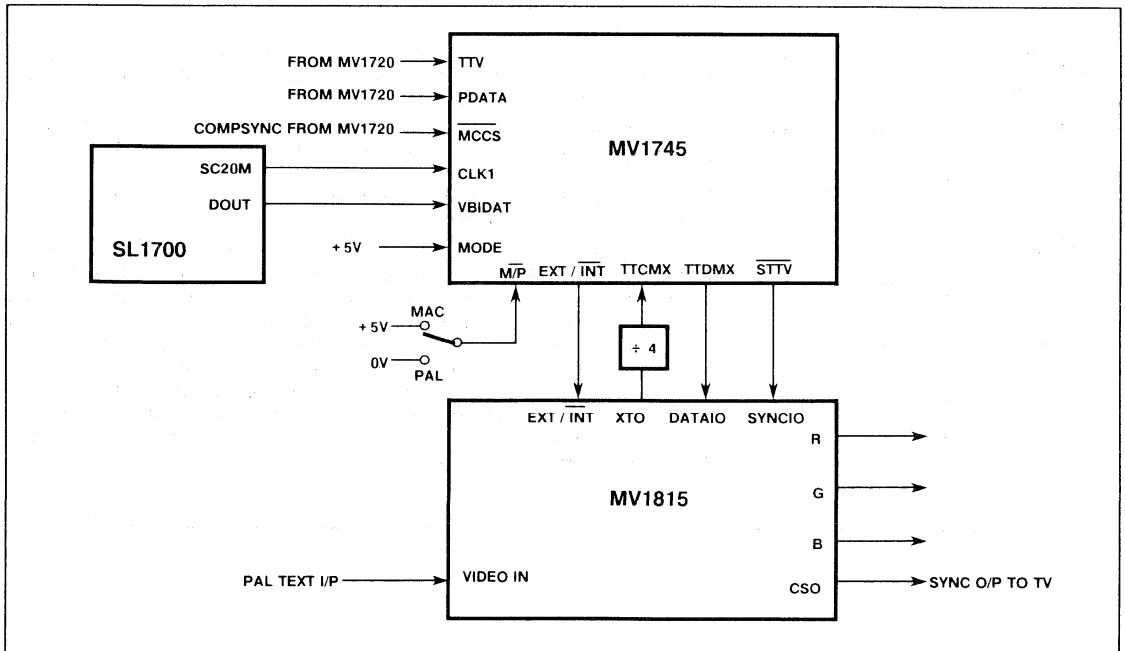 FROM MV1720 TTV
FROM MV1720 PDATA
COMPSYNC FROM MV1720 MCCS
MV1745
SC20M CLK1
DOUT VBIDAT
SL1700
+ 5V MODE
M/P EXT / INT TTCMX TTDMX STTV
MAC
+ 5V
÷ 4
0V
PAL
EXT / INT XTO DATAIO SYNCIO
R
MV1815
G
B
PAL TEXT I/P VIDEO IN
CSO SYNC O/P TO TV